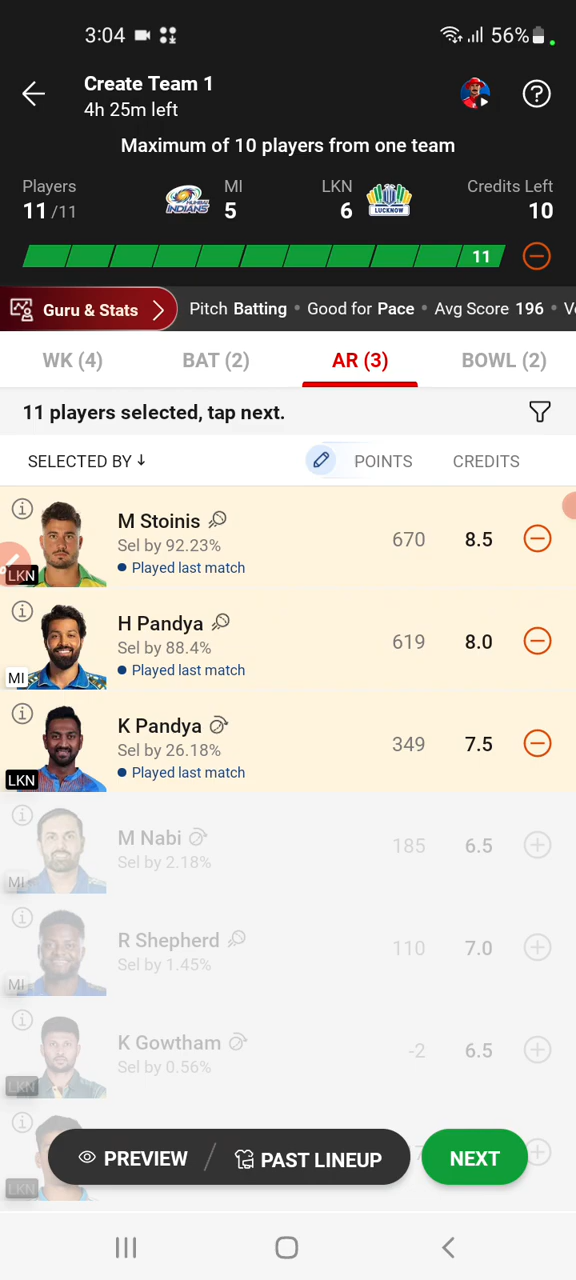 3:04 56%
Create Team 1
4h 25m left
Maximum of 10 players from one team
Players MI LKN Credits Left
11/11 5 6 10
MUMBAI INDIANS LUCKNOW
11
Guru & Stats Pitch Batting • Good for Pace • Avg Score 196 •
WK (4) BAT (2) AR (3) BOWL (2)
11 players selected, tap next.
SELECTED BY ↓ POINTS CREDITS
M Stoinis
Sel by 92.23% 670 8.5
Played last match
LKN
H Pandya
Sel by 88.4% 619 8.0
Played last match
MI
K Pandya
Sel by 26.18% 349 7.5
Played last match
LKN
M Nabi
Sel by 2.18% 185 6.5
MI
R Shepherd
Sel by 1.45% 110 7.0
MI
K Gowtham
Sel by 0.56% -2 6.5
LKN
PREVIEW / PAST LINEUP NEXT
LKN